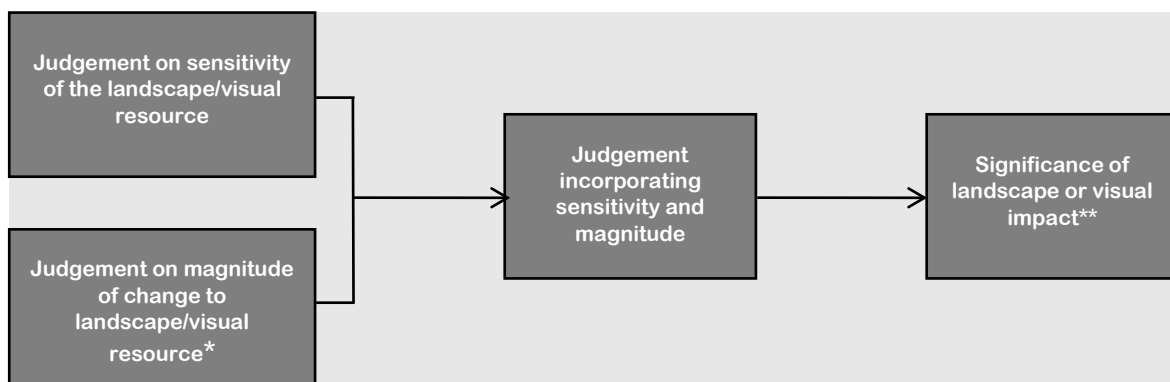 Judgement on sensitivity
of the landscape/visual
resource
Judgement on magnitude
of change to
landscape/visual
resource*
Judgement
incorporating
sensitivity and
magnitude
Significance of
landscape or visual
impact**